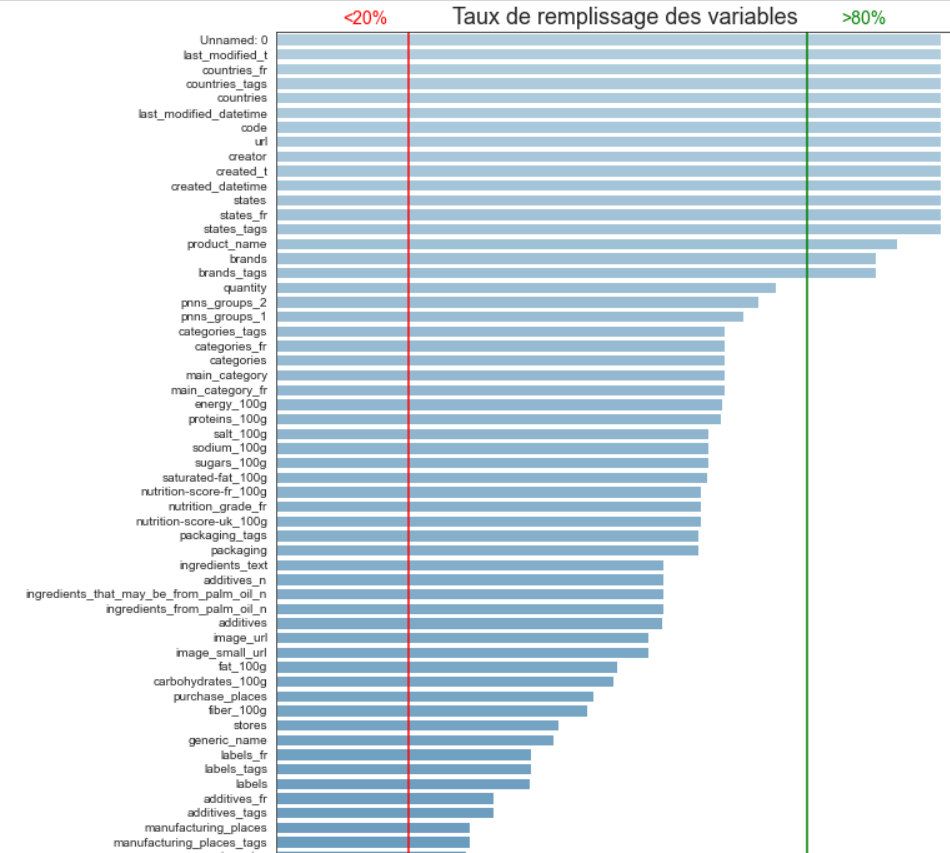 <20% Taux de remplissage des variables >80%
Unnamed: 0
last_modified_t
countries_fr
countries_tags
countries
last_modified_datetime
code
url
creator
created_t
created_datetime
states
states_fr
states_tags
product_name
brands
brands_tags
quantity
pnns_groups_2
pnns_groups_1
categories_tags
categories_fr
categories
main_category
main_category_fr
energy_100g
proteins_100g
salt_100g
sodium_100g
sugars_100g
saturated-fat_100g
nutrition-score-fr_100g
nutrition_grade_fr
nutrition-score-uk_100g
packaging_tags
packaging
ingredients_text
additives_n
ingredients_that_may_be_from_palm_oil_n
ingredients_from_palm_oil_n
additives
image_url
image_small_url
fat_100g
carbohydrates_100g
purchase_places
fiber_100g
stores
generic_name
labels_fr
labels_tags
labels
additives_fr
additives_tags
manufacturing_places
manufacturing_places_tags